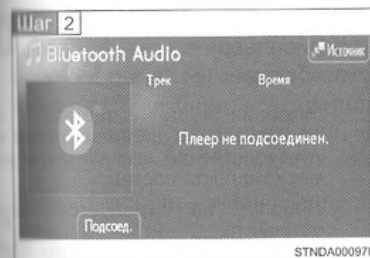 Шаг 2
Bluetooth Audio
Источник
Трек Время
Плеер не подсоединен.
Подсоед.
STNDA00097